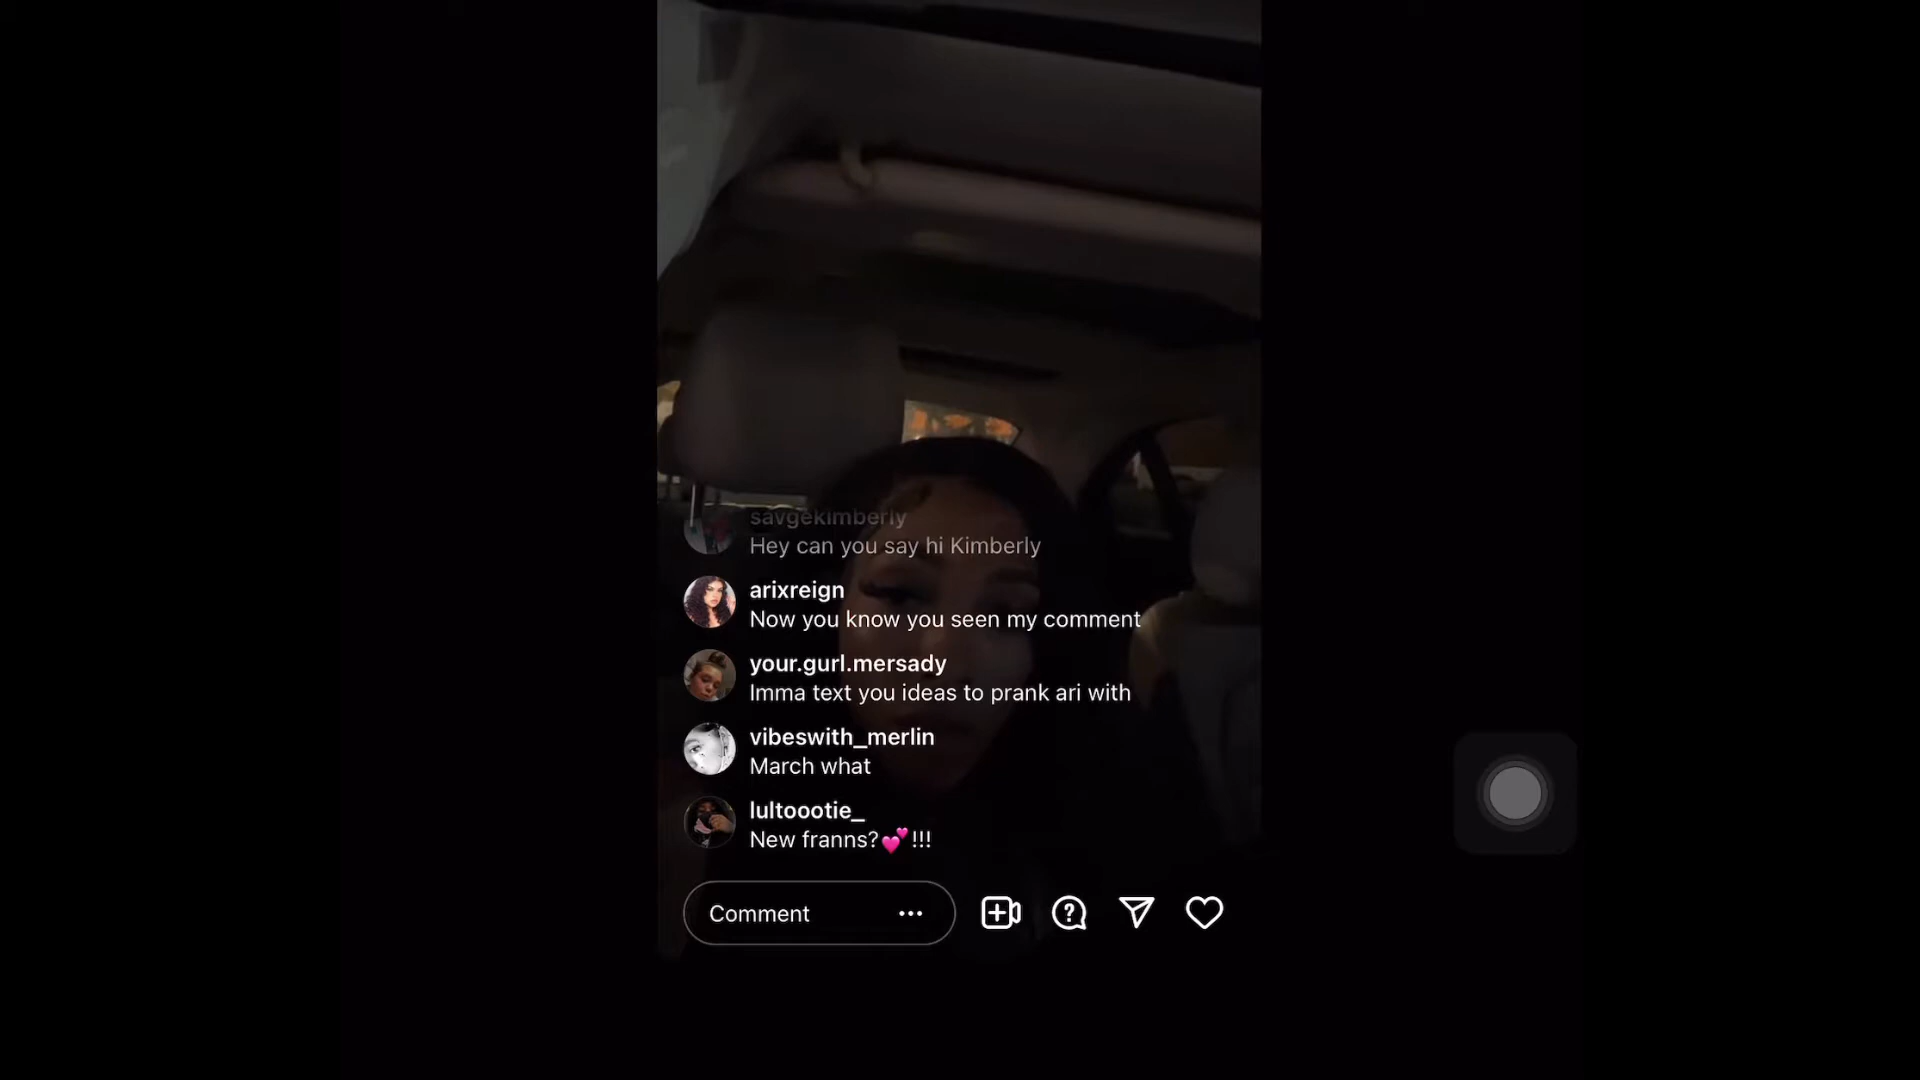 savgekimberly
Hey can you say hi Kimberly
arixreign
Now you know you seen my comment
your.gurl.mersady
Imma text you ideas to prank ari with
vibeswith_merlin
March what
lultoootie_
New franns?💕!!!
Comment